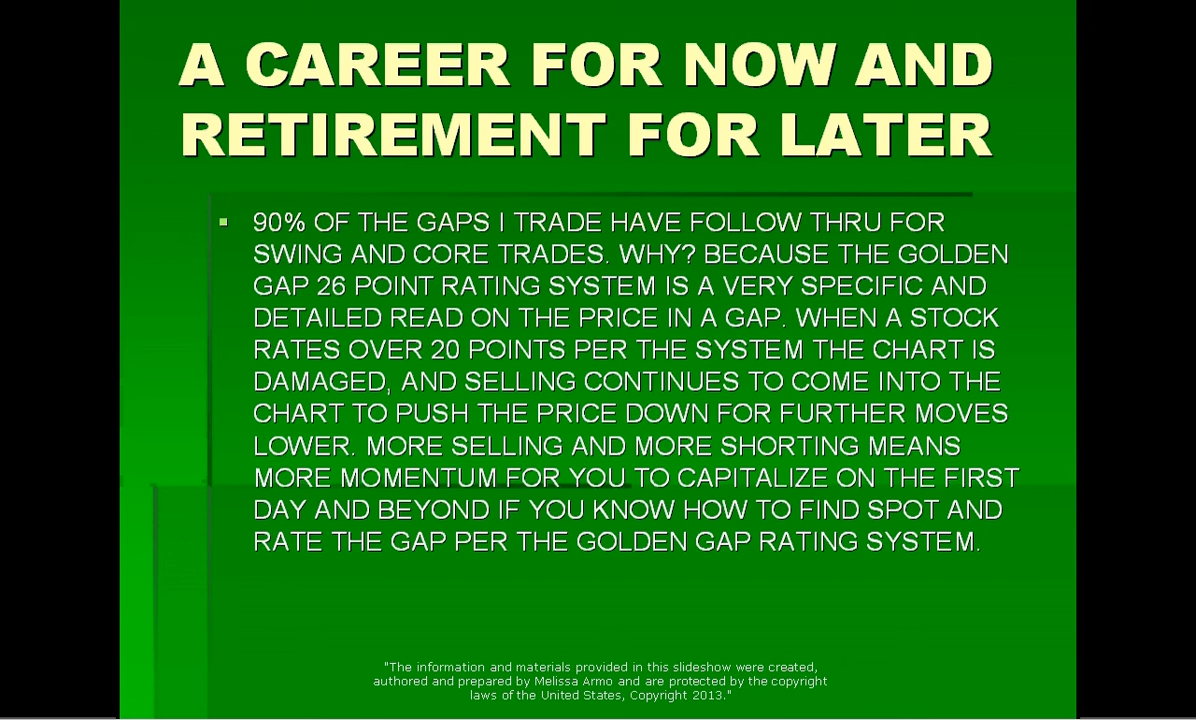 A CAREER FOR NOW AND
RETIREMENT FOR LATER
90% OF THE GAPS I TRADE HAVE FOLLOW THRU FOR
SWING AND CORE TRADES. WHY? BECAUSE THE GOLDEN
GAP 26 POINT RATING SYSTEM IS A VERY SPECIFIC AND
DETAILED READ ON THE PRICE IN A GAP. WHEN A STOCK
RATES OVER 20 POINTS PER THE SYSTEM THE CHART IS
DAMAGED, AND SELLING CONTINUES TO COME INTO THE
CHART TO PUSH THE PRICE DOWN FOR FURTHER MOVES
LOWER. MORE SELLING AND MORE SHORTING MEANS
MORE MOMENTUM FOR YOU TO CAPITALIZE ON THE FIRST
DAY AND BEYOND IF YOU KNOW HOW TO FIND SPOT AND
RATE THE GAP PER THE GOLDEN GAP RATING SYSTEM.
"The information and materials provided in this slideshow were created,
authored and prepared by Melissa Armo and are protected by the copyright
laws of the United States, Copyright 2013."